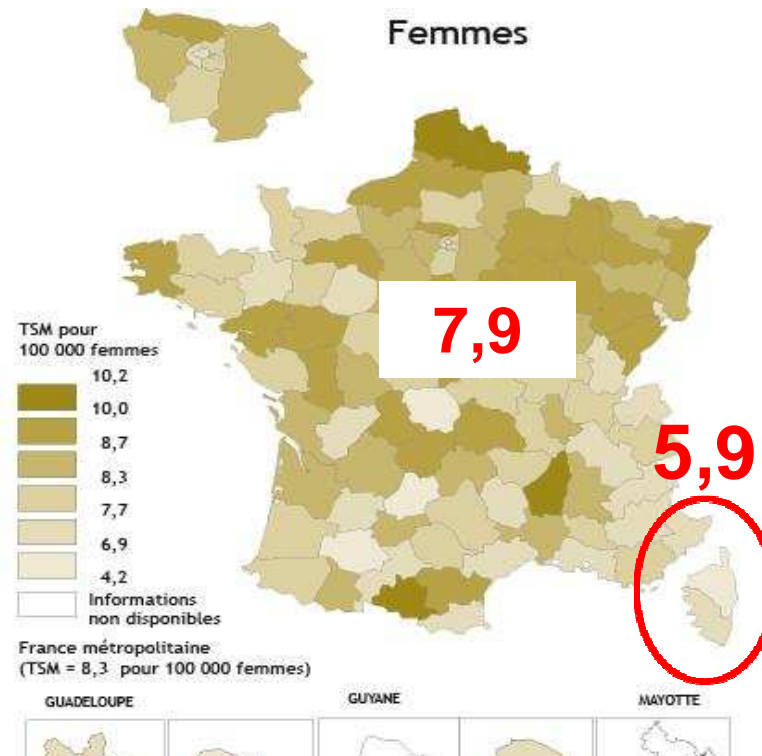 Femmes
7,9
TSM pour
100 000 femmes
10,2
10,0
8,7
8,3
7,7
6,9
4,2
Informations
non disponibles
5,9
France métropolitaine
(TSM = 8,3 pour 100 000 femmes)
GUADELOUPE
GUYANE
MAYOTTE